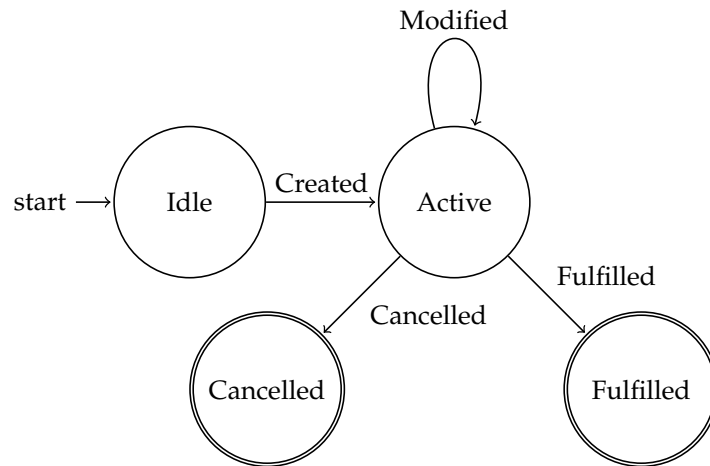 Modified
start
Idle
Created
Active
Fulfilled
Cancelled
Cancelled
Fulfilled